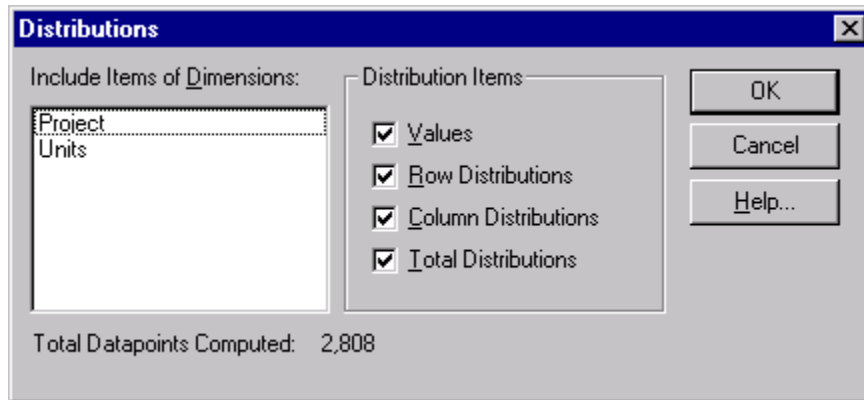 Distributions
Include Items of Dimensions:
Project
Units
Distribution Items
Values
Row Distributions
Column Distributions
Total Distributions
OK
Cancel
Help...
Total Datapoints Computed: 2,808